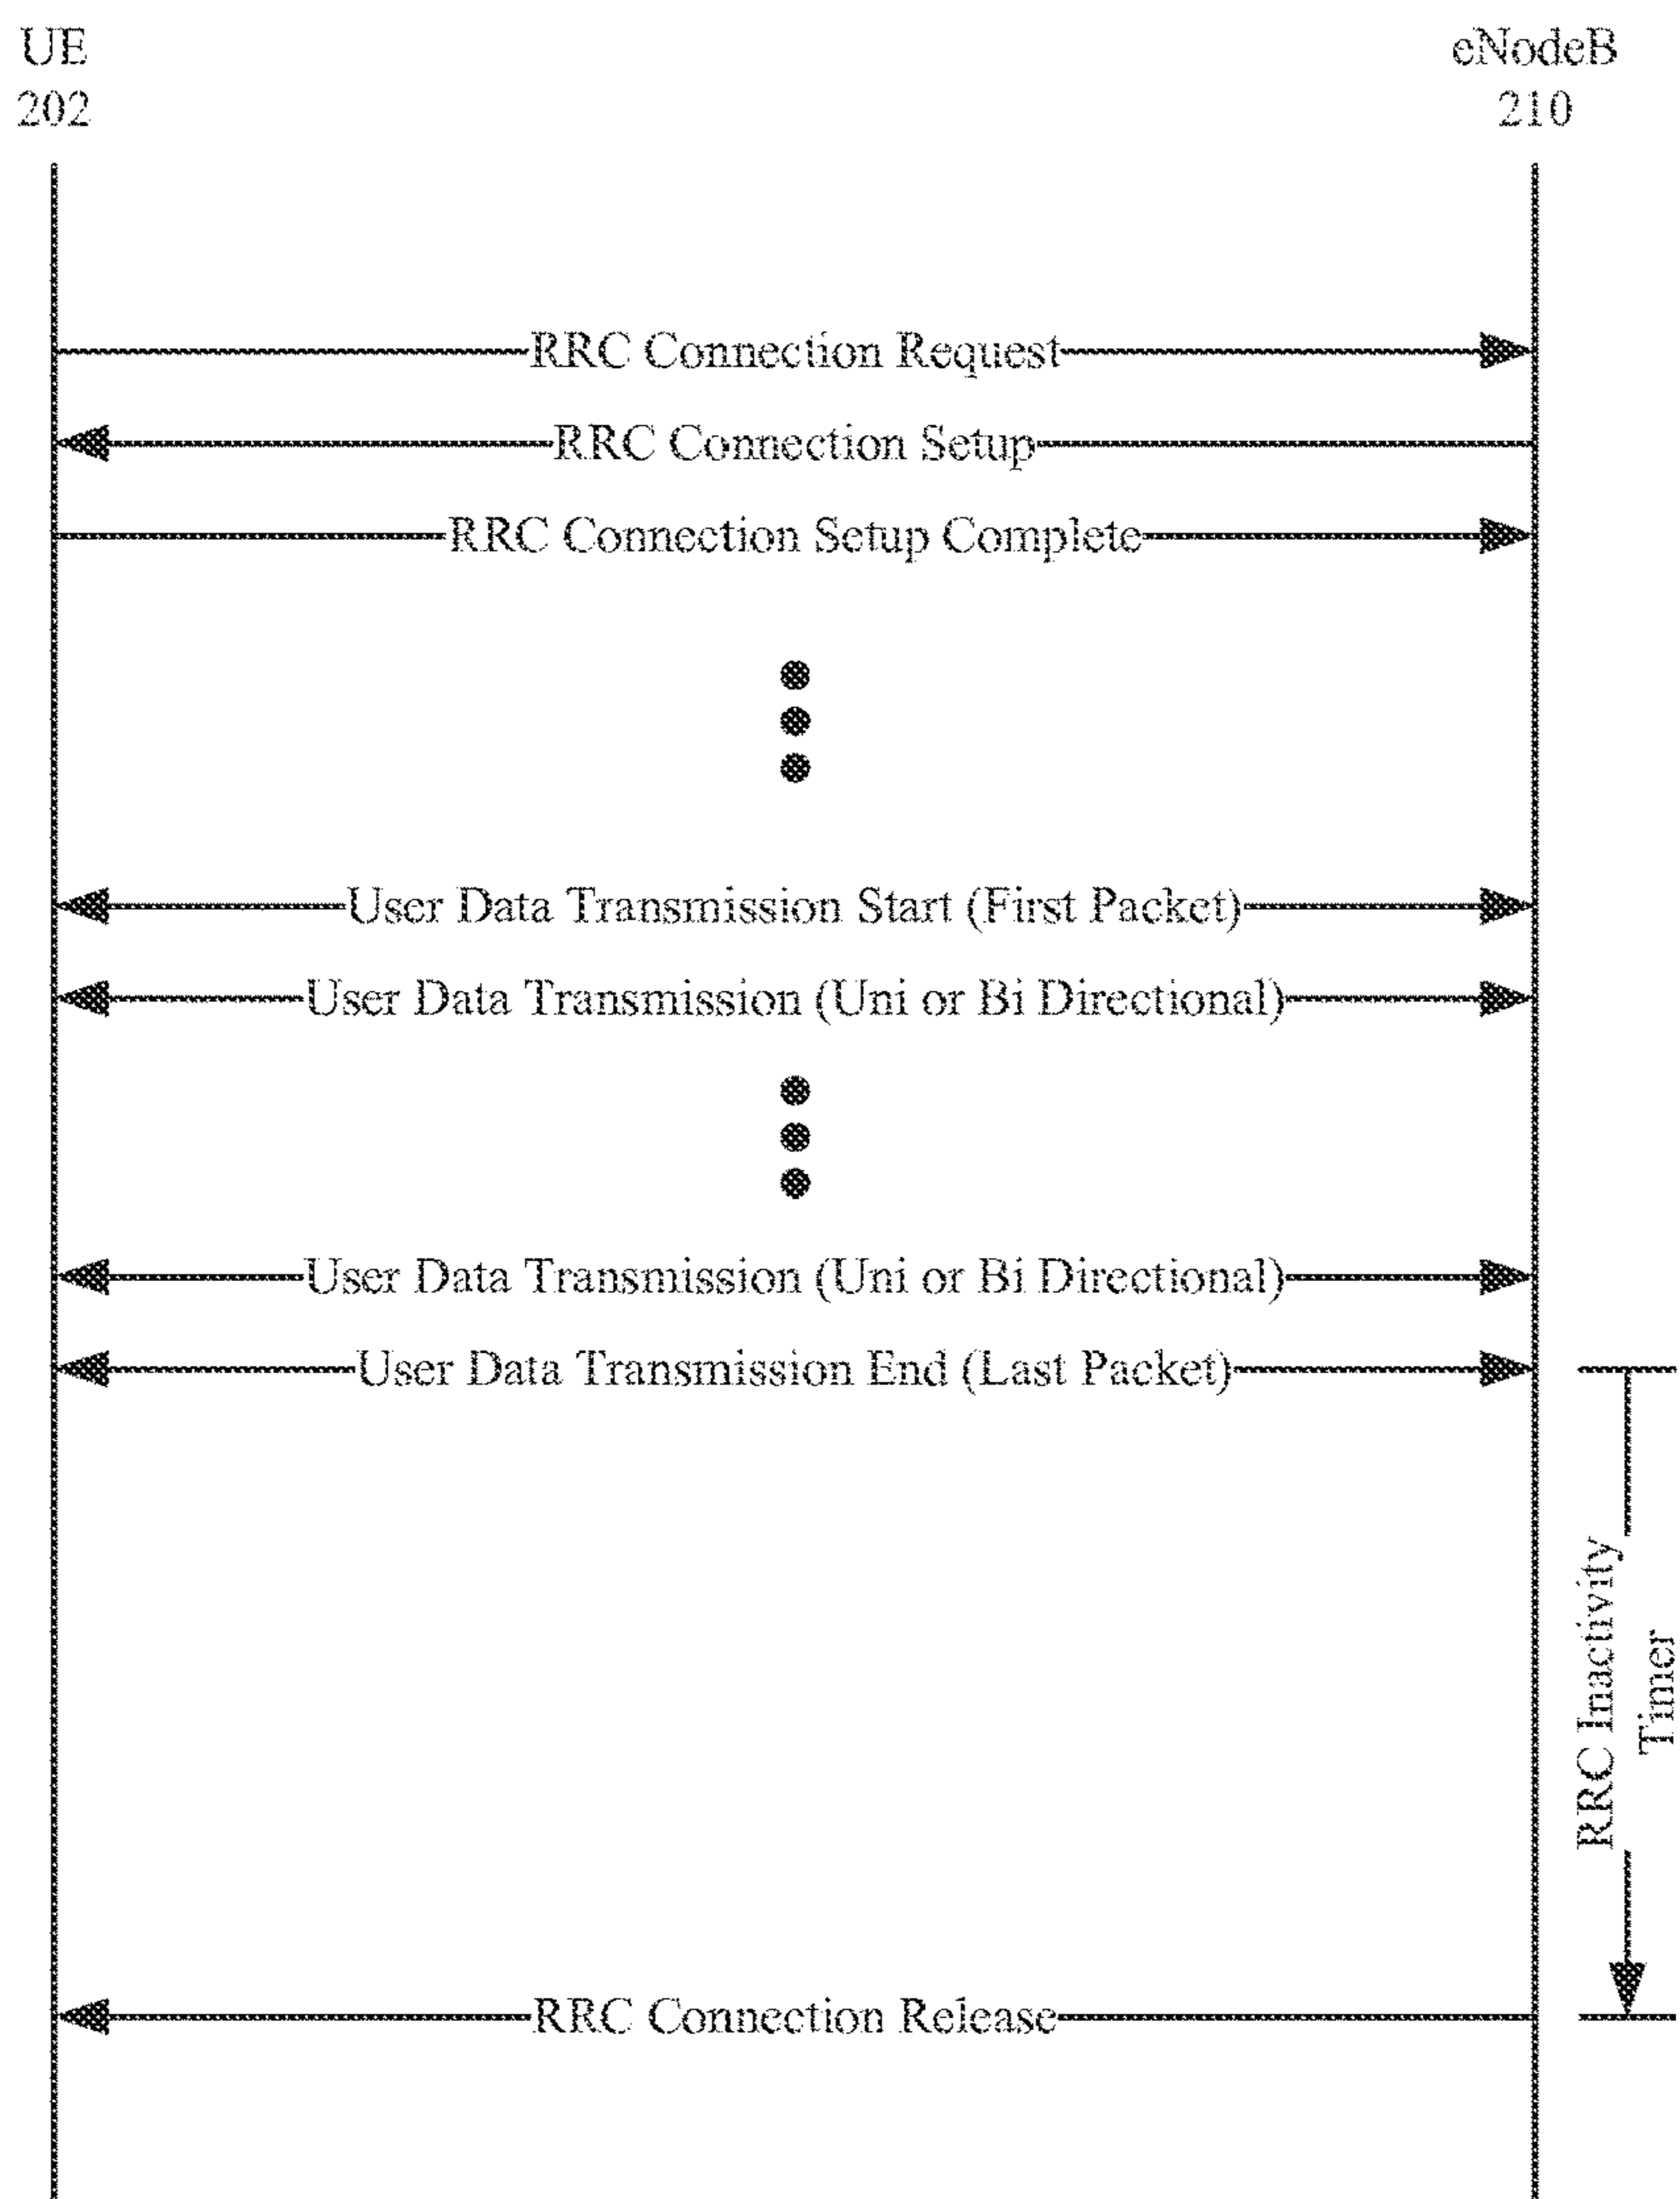 UE
202
eNodeB
210
RRC Connection Request
RRC Connection Setup
RRC Connection Setup Complete
User Data Transmission Start (First Packet)
User Data Transmission (Uni or Bi Directional)
User Data Transmission (Uni or Bi Directional)
User Data Transmission End (Last Packet)
RRC Inactivity
Timer
RRC Connection Release